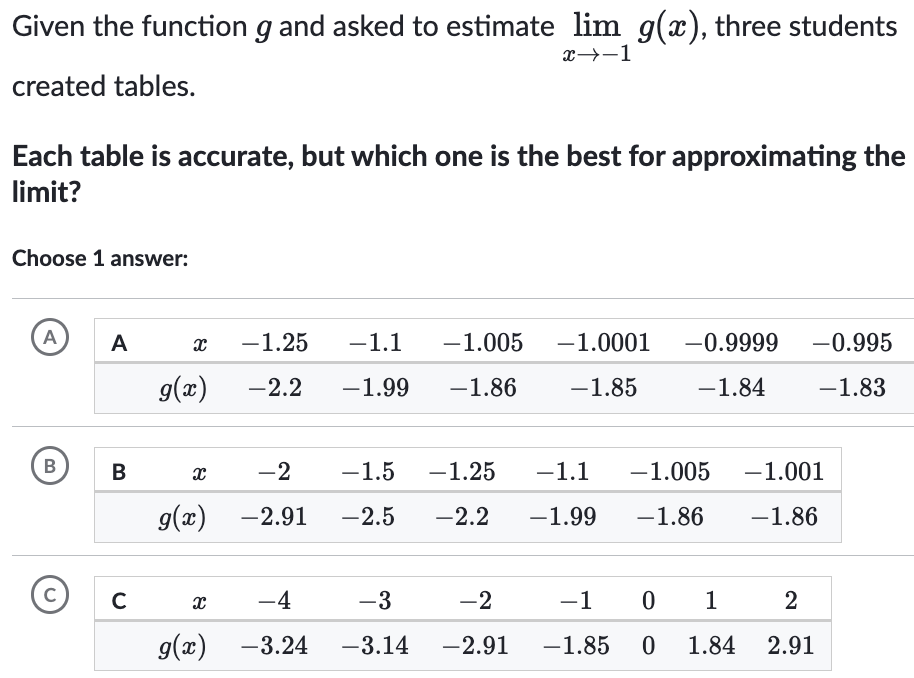 Given the function g and asked to estimate lim x→−1 g(x), three students
created tables.
Each table is accurate, but which one is the best for approximating the
limit?
Choose 1 answer:
A
A x −1.25 −1.1 −1.005 −1.0001 −0.9999 −0.995
g(x) −2.2 −1.99 −1.86 −1.85 −1.84 −1.83
B
B x −2 −1.5 −1.25 −1.1 −1.005 −1.001
g(x) −2.91 −2.5 −2.2 −1.99 −1.86 −1.86
C
C x −4 −3 −2 −1 0 1 2
g(x) −3.24 −3.14 −2.91 −1.85 0 1.84 2.91